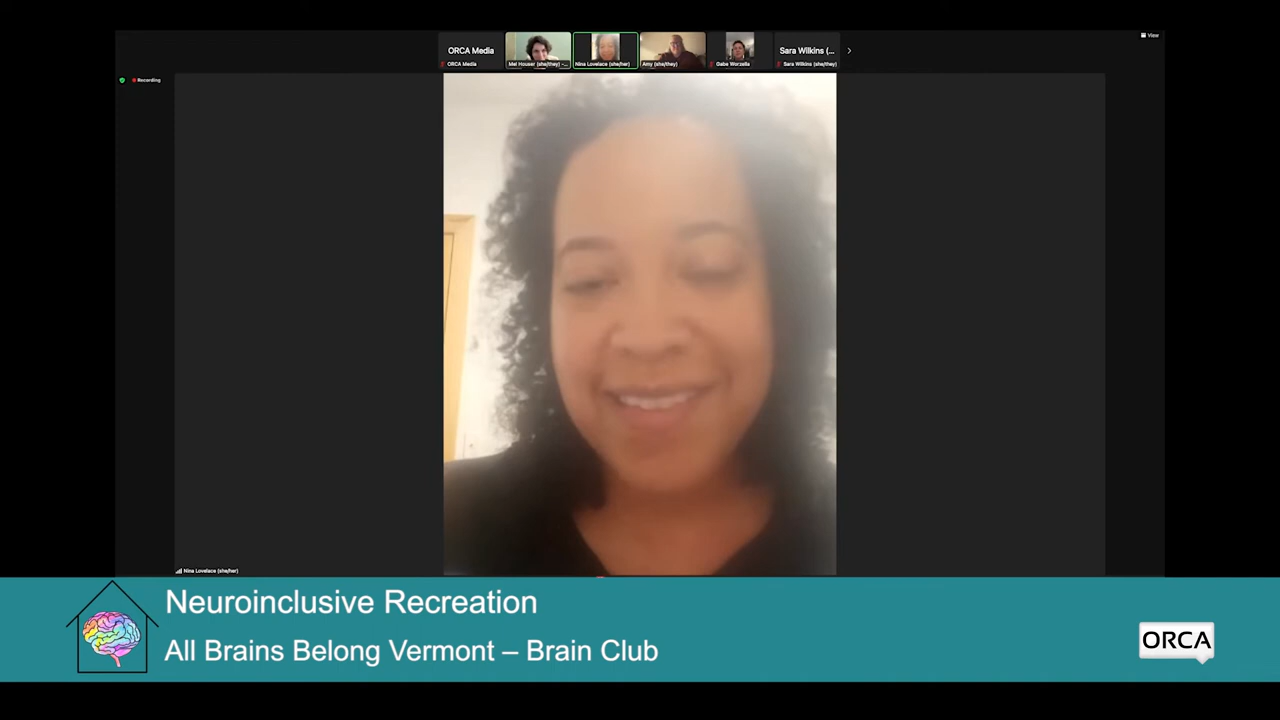 View
ORCA Media
Sara Wilkins (...
ORCA Media
Mel Houser (she/they) -...
Nina Lovelace (she/her)
Amy (she/they)
Gabe Worzella
Sara Wilkins (she/they)
Recording
Nina Lovelace (she/her)
Neuroinclusive Recreation
All Brains Belong Vermont – Brain Club
ORCA